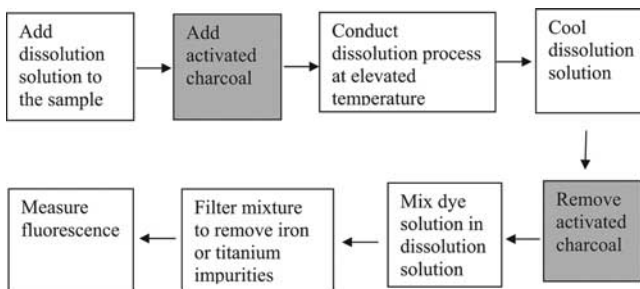 Add
dissolution
solution to
the sample
Add
activated
charcoal
Conduct
dissolution process
at elevated
temperature
Cool
dissolution
solution
Remove
activated
charcoal
Mix dye
solution in
dissolution
solution
Filter mixture
to remove iron
or titanium
impurities
Measure
fluorescence